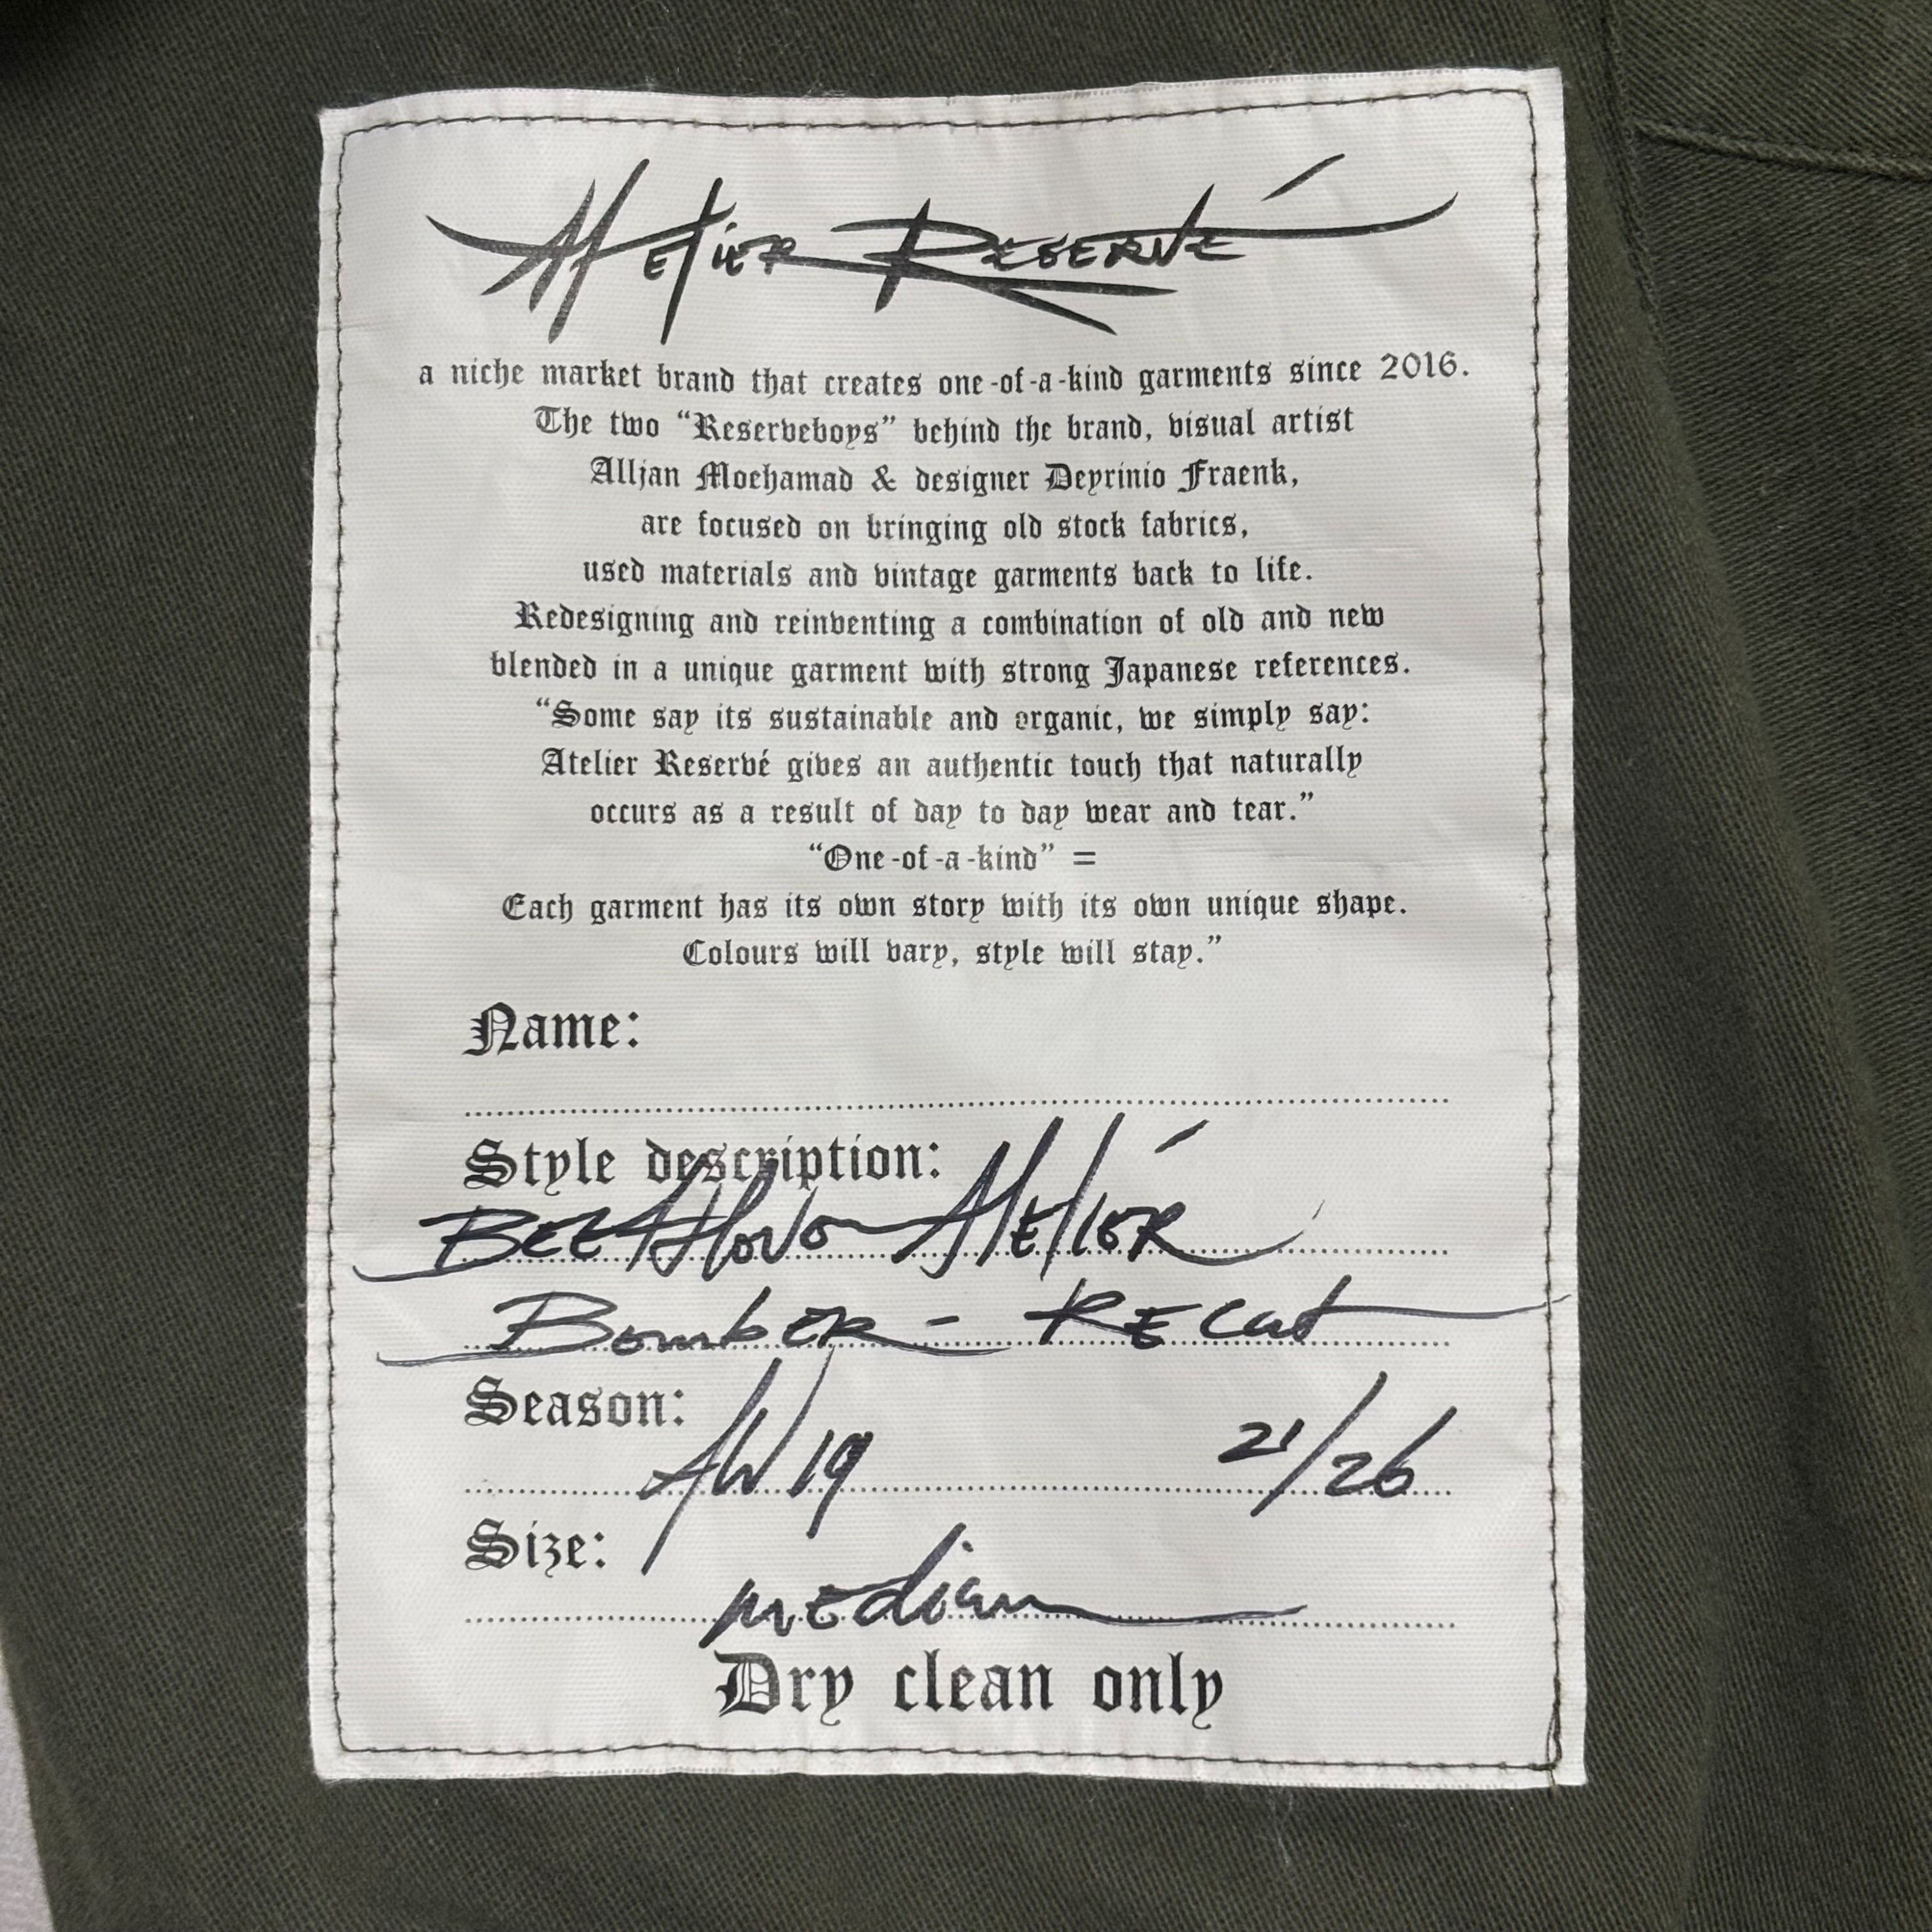 Atelier Reservé
a niche market brand that creates one-of-a-kind garments since 2016.
The two “Reserveboys” behind the brand, visual artist
Alljan Moehamad & designer Deyrinio Fraenk,
are focused on bringing old stock fabrics,
used materials and vintage garments back to life.
Redesigning and reinventing a combination of old and new
blended in a unique garment with strong Japanese references.
“Some say its sustainable and organic, we simply say:
Atelier Reservé gives an authentic touch that naturally
occurs as a result of day to day wear and tear.”
“One-of-a-kind” =
Each garment has its own story with its own unique shape.
Colours will vary, style will stay.”
Name:
Style description:
Atelier
Bomber - Recut
Season:
AW 19 21/26
Size:
medium
Dry clean only